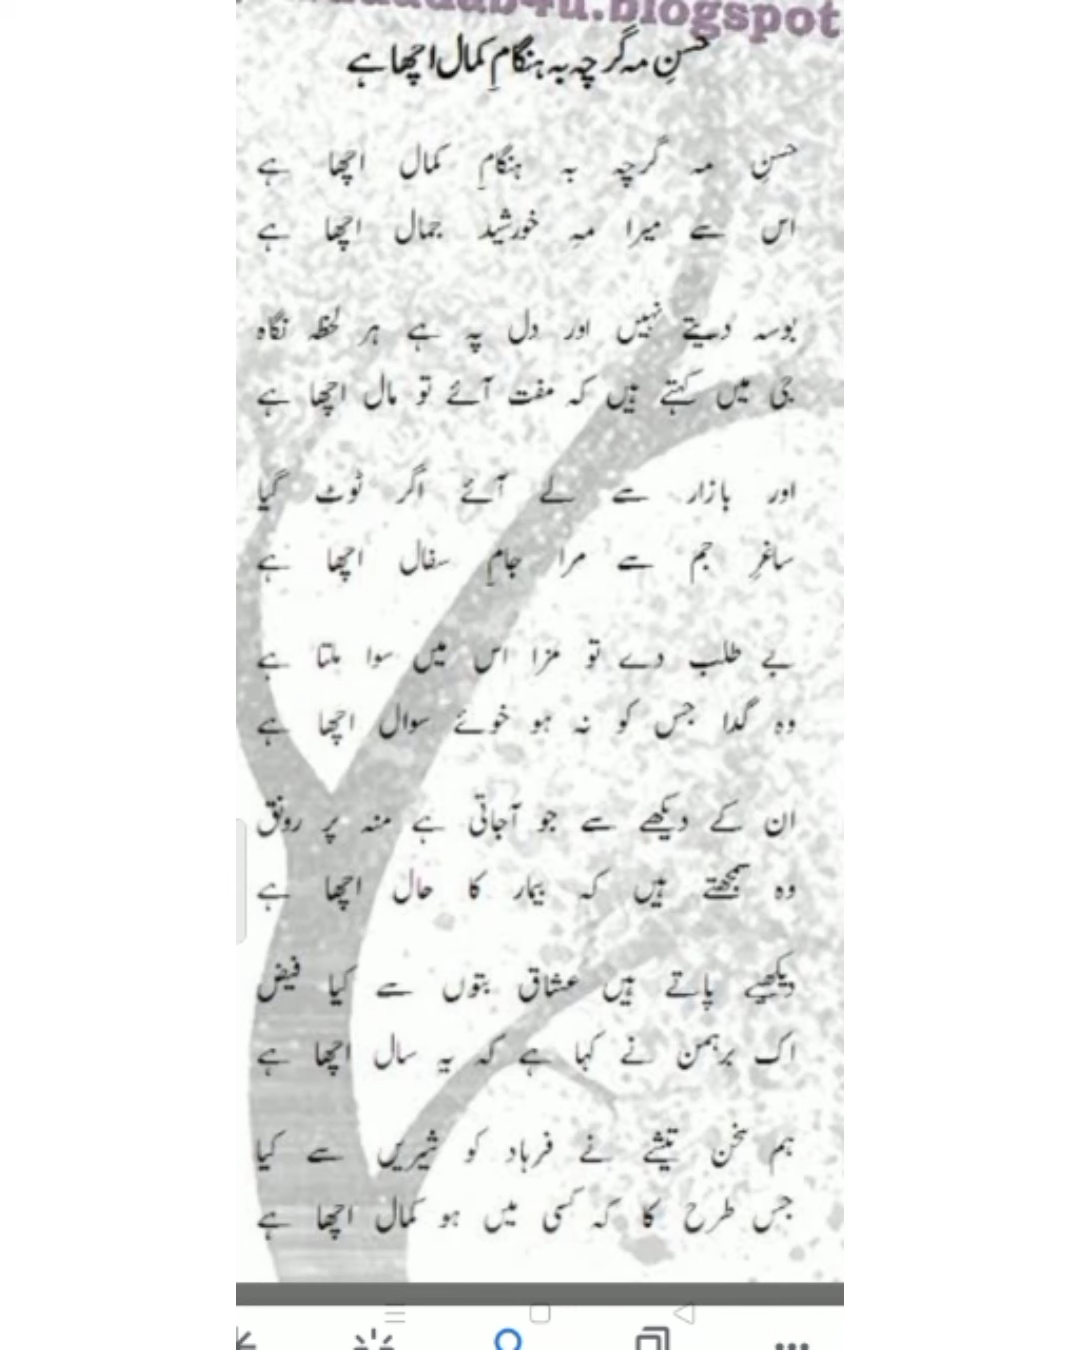 blogspot
حسنِ مہ گرچہ بہ ہنگامِ کمال اچھا ہے
حسنِ مہ گرچہ بہ ہنگامِ کمال اچھا ہے
اس سے میرا مہِ خورشید جمال اچھا ہے
بوسہ دیتے نہیں اور دل پہ ہے ہر لحظہ نگاہ
جی میں کہتے ہیں کہ مفت آئے تو مال اچھا ہے
اور بازار سے لے آئے اگر ٹوٹ گیا
ساغرِ جم سے مرا جامِ سفال اچھا ہے
بے طلب دے تو مزا اس میں سوا ملتا ہے
وہ گدا جس کو نہ ہو خوئے سوال اچھا ہے
ان کے دیکھے سے جو آجاتی ہے منہ پر رونق
وہ سمجھتے ہیں کہ بیمار کا حال اچھا ہے
دیکھیے پاتے ہیں عشاق بتوں سے کیا فیض
اک برہمن نے کہا ہے کہ یہ سال اچھا ہے
ہم سخن تیشے نے فرہاد کو شیریں سے کیا
جس طرح کا کہ کسی میں ہو کمال اچھا ہے